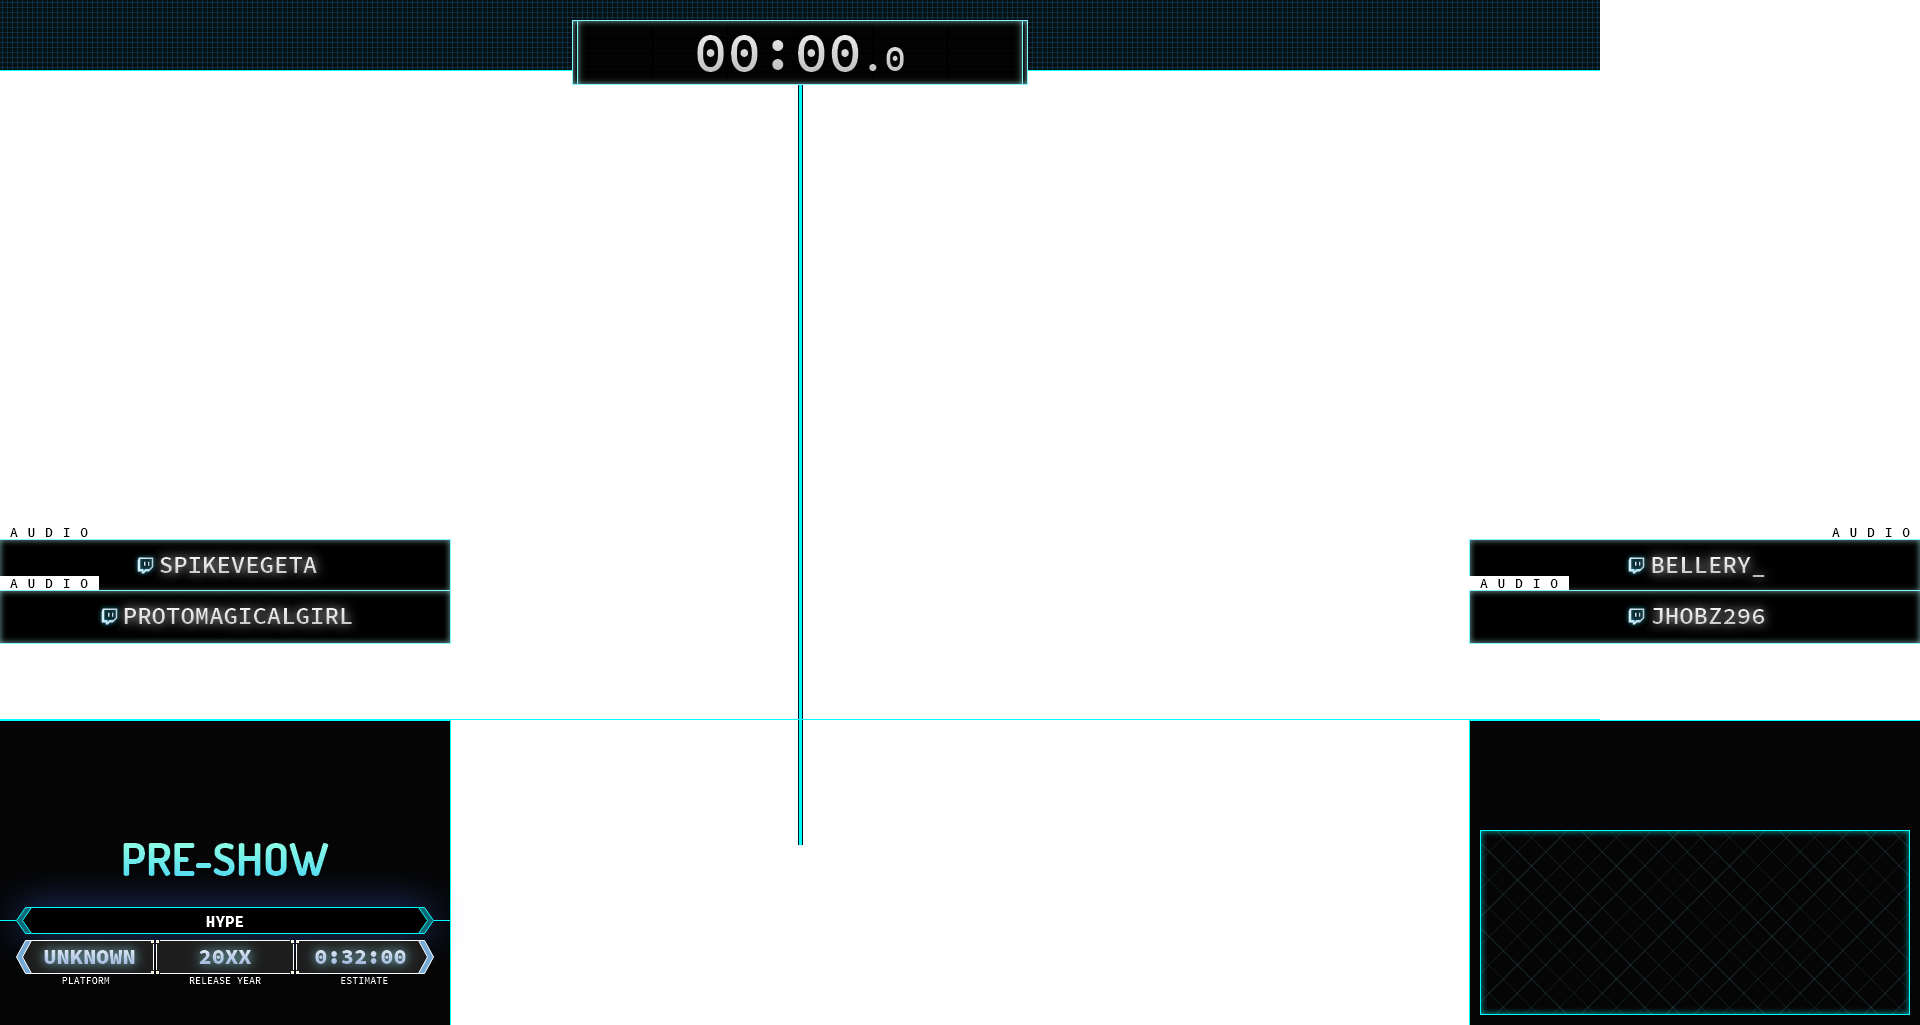 00:00.0
AUDIO
SPIKEVEGETA
AUDIO
PROTOMAGICALGIRL
AUDIO
BELLERY_
AUDIO
JHOBZ296
PRE-SHOW
HYPE
UNKNOWN 20XX 0:32:00
PLATFORM RELEASE YEAR ESTIMATE